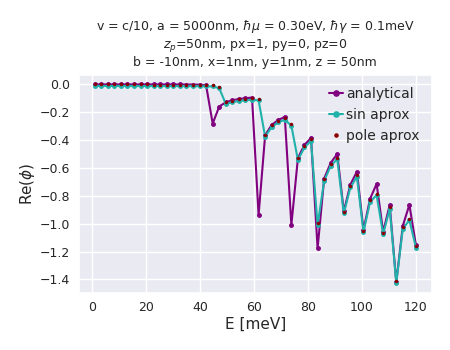 v = c/10, a = 5000nm, ℏμ = 0.30eV, ℏγ = 0.1meV
zₚ=50nm, px=1, py=0, pz=0
b = -10nm, x=1nm, y=1nm, z = 50nm
analytical
sin aprox
pole aprox
Re(ϕ)
0.0
−0.2
−0.4
−0.6
−0.8
−1.0
−1.2
−1.4
0 20 40 60 80 100 120
E [meV]